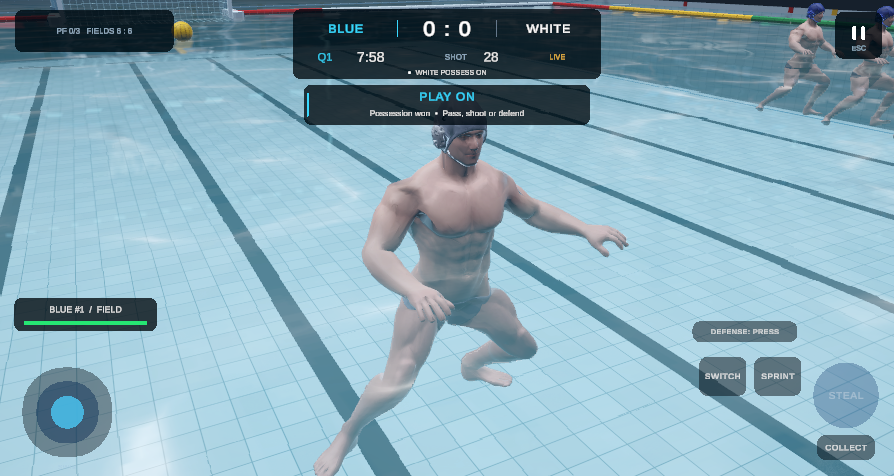 PF 0/3 FIELDS 6 : 6
BLUE 0 : 0 WHITE
Q1 7:58 SHOT 28 LIVE
• WHITE POSSESSION
PLAY ON
Possession won • Pass, shoot or defend
ESC
BLUE #1 / FIELD
DEFENSE: PRESS
SWITCH SPRINT
STEAL
COLLECT